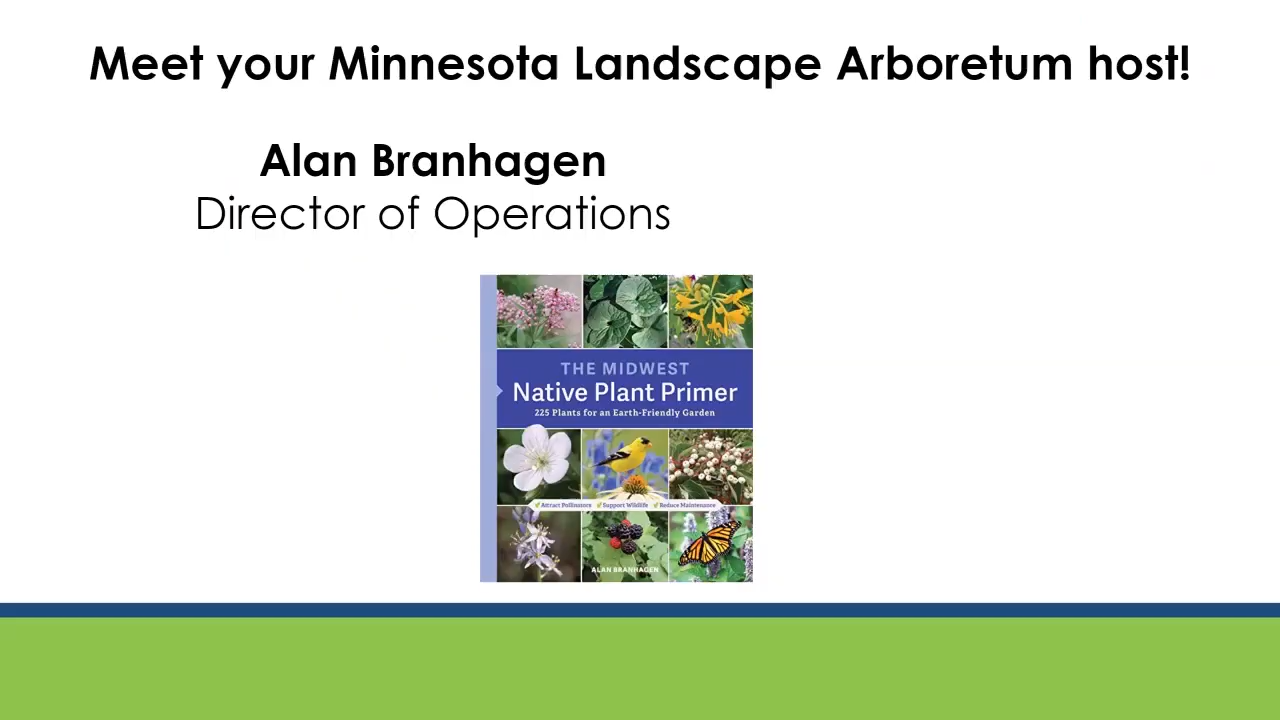 Meet your Minnesota Landscape Arboretum host!
Alan Branhagen
Director of Operations
THE MIDWEST
Native Plant Primer
225 Plants for an Earth-Friendly Garden
Attract Pollinators Support Wildlife Reduce Maintenance
ALAN BRANHAGEN